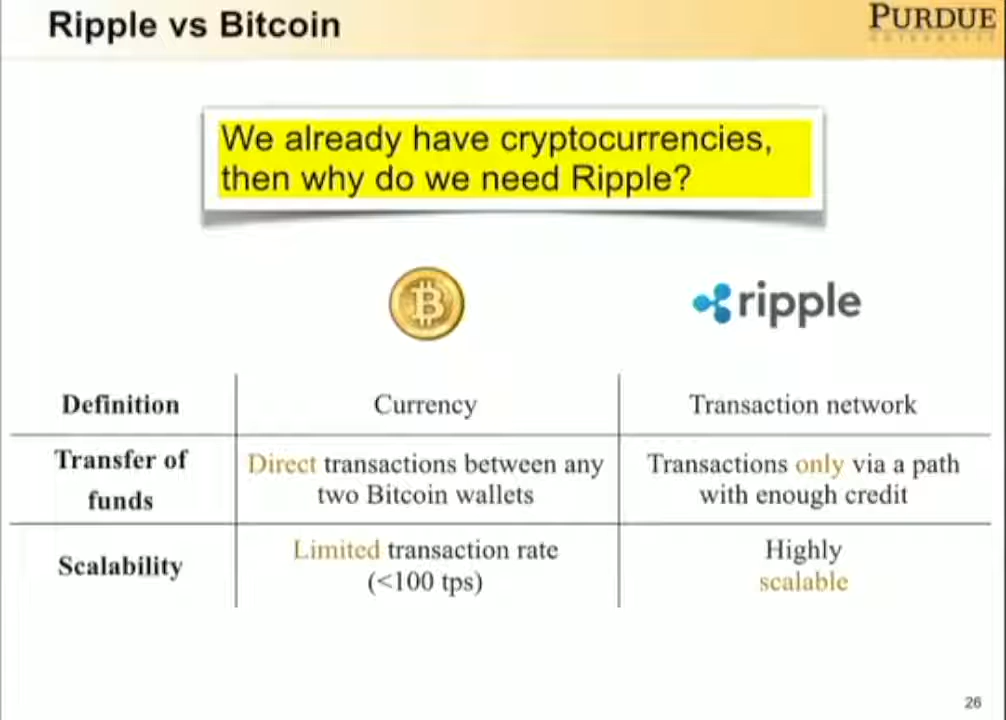 Ripple vs Bitcoin
PURDUE
We already have cryptocurrencies,
then why do we need Ripple?
ripple
Definition
Currency
Transaction network
Transfer of
funds
Direct transactions between any
two Bitcoin wallets
Transactions only via a path
with enough credit
Scalability
Limited transaction rate
(<100 tps)
Highly
scalable
26